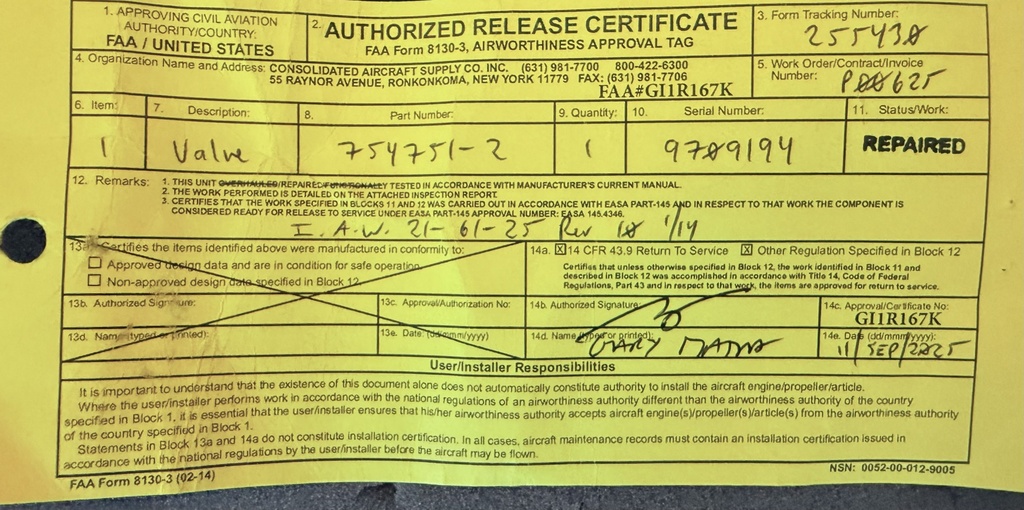 1. APPROVING CIVIL AVIATION AUTHORITY/COUNTRY:
FAA / UNITED STATES
2. AUTHORIZED RELEASE CERTIFICATE
FAA Form 8130-3, AIRWORTHINESS APPROVAL TAG
3. Form Tracking Number:
255430
4. Organization Name and Address: CONSOLIDATED AIRCRAFT SUPPLY CO. INC. (631) 981-7700 800-422-6300
55 RAYNOR AVENUE, RONKONKOMA, NEW YORK 11779 FAX: (631) 981-7706
FAA#GI1R167K
5. Work Order/Contract/Invoice Number:
P00625
6. Item: 7. Description: 8. Part Number: 9. Quantity: 10. Serial Number: 11. Status/Work:
1 Valve 754751-2 1 9709194 REPAIRED
12. Remarks: 1. THIS UNIT OVERHAULED/REPAIRED/FUNCTIONALLY TESTED IN ACCORDANCE WITH MANUFACTURER'S CURRENT MANUAL.
2. THE WORK PERFORMED IS DETAILED ON THE ATTACHED INSPECTION REPORT.
3. CERTIFIES THAT THE WORK SPECIFIED IN BLOCKS 11 AND 12 WAS CARRIED OUT IN ACCORDANCE WITH EASA PART-145 AND IN RESPECT TO THAT WORK THE COMPONENT IS
CONSIDERED READY FOR RELEASE TO SERVICE UNDER EASA PART-145 APPROVAL NUMBER: EASA 145.4346.
I.A.W. 21-61-25 Rev 10 1/14
13a Certifies the items identified above were manufactured in conformity to:
Approved design data and are in condition for safe operation.
Non-approved design data specified in Block 12.
14a. X 14 CFR 43.9 Return To Service X Other Regulation Specified in Block 12
Certifies that unless otherwise specified in Block 12, the work identified in Block 11 and
described in Block 12 was accomplished in accordance with Title 14, Code of Federal
Regulations, Part 43 and in respect to that work, the items are approved for return to service.
13b. Authorized Signature: 13c. Approval/Authorization No: 14b. Authorized Signature: 14c. Approval/Certificate No:
GI1R167K
13d. Name (typed or printed): 13e. Date: (dd/mmm/yyyy) 14d. Name (typed or printed): 14e. Date (dd/mmm/yyyy):
GARY 11/SEP/2025
User/Installer Responsibilities
It is important to understand that the existence of this document alone does not automatically constitute authority to install the aircraft engine/propeller/article.
Where the user/installer performs work in accordance with the national regulations of an airworthiness authority different than the airworthiness authority of the country
specified in Block 1, it is essential that the user/installer ensures that his/her airworthiness authority accepts aircraft engine(s)/propeller(s)/article(s) from the airworthiness authority
of the country specified in Block 1.
Statements in Block 13a and 14a do not constitute installation certification. In all cases, aircraft maintenance records must contain an installation certification issued in
accordance with the national regulations by the user/installer before the aircraft may be flown.
FAA Form 8130-3 (02-14) NSN: 0052-00-012-9005